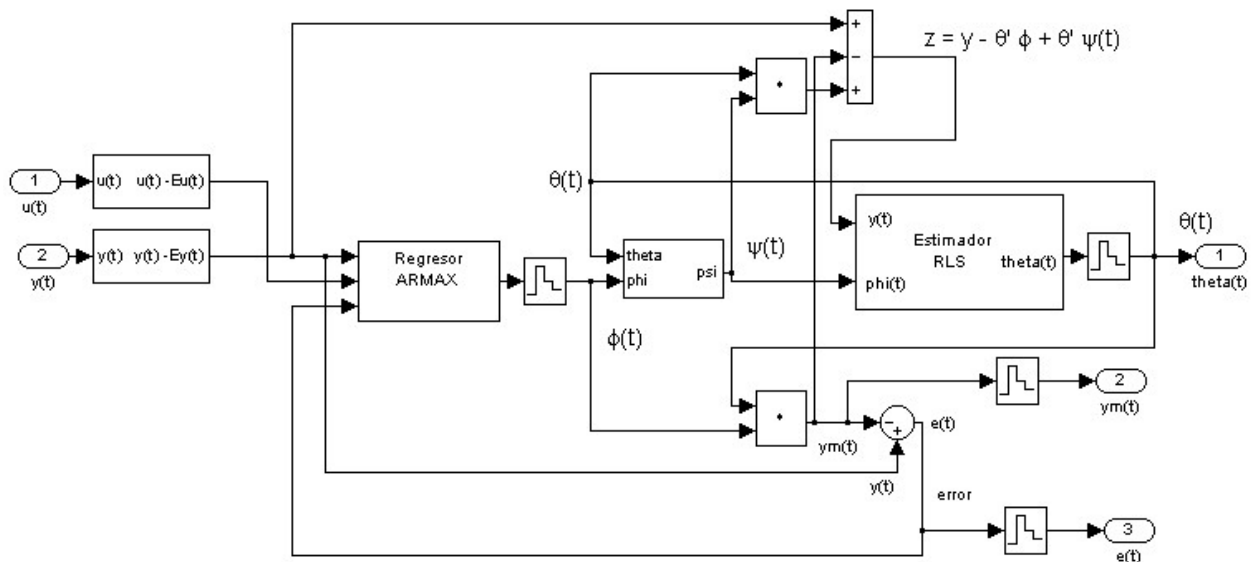 +
z = y - θ' ϕ + θ' ψ(t)
−
+
θ(t)
1
u(t)
u(t) u(t) -Eu(t)
2
y(t)
y(t) y(t) -Ey(t)
Regresor
ARMAX
theta
phi
psi
ψ(t)
y(t)
Estimador
RLS
theta(t)
phi(t)
θ(t)
1
theta(t)
ϕ(t)
2
ym(t)
ym(t)
−
+
e(t)
y(t)
error
3
e(t)